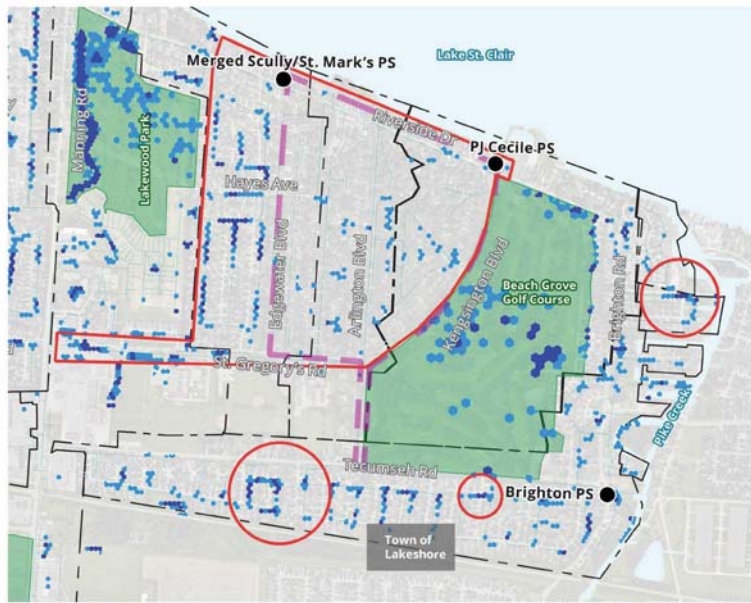 Lake St. Clair
Merged Scully/St. Mark's PS
Manning Rd
Riverside Dr
PJ Cecile PS
Lakewood Park
Hayes Ave
Edgewater Blvd
Arlington Blvd
Kengsington Blvd
Beach Grove
Golf Course
Brighton Rd
St. Gregory's Rd
Pike Creek
Tecumseh Rd
Brighton PS
Town of
Lakeshore